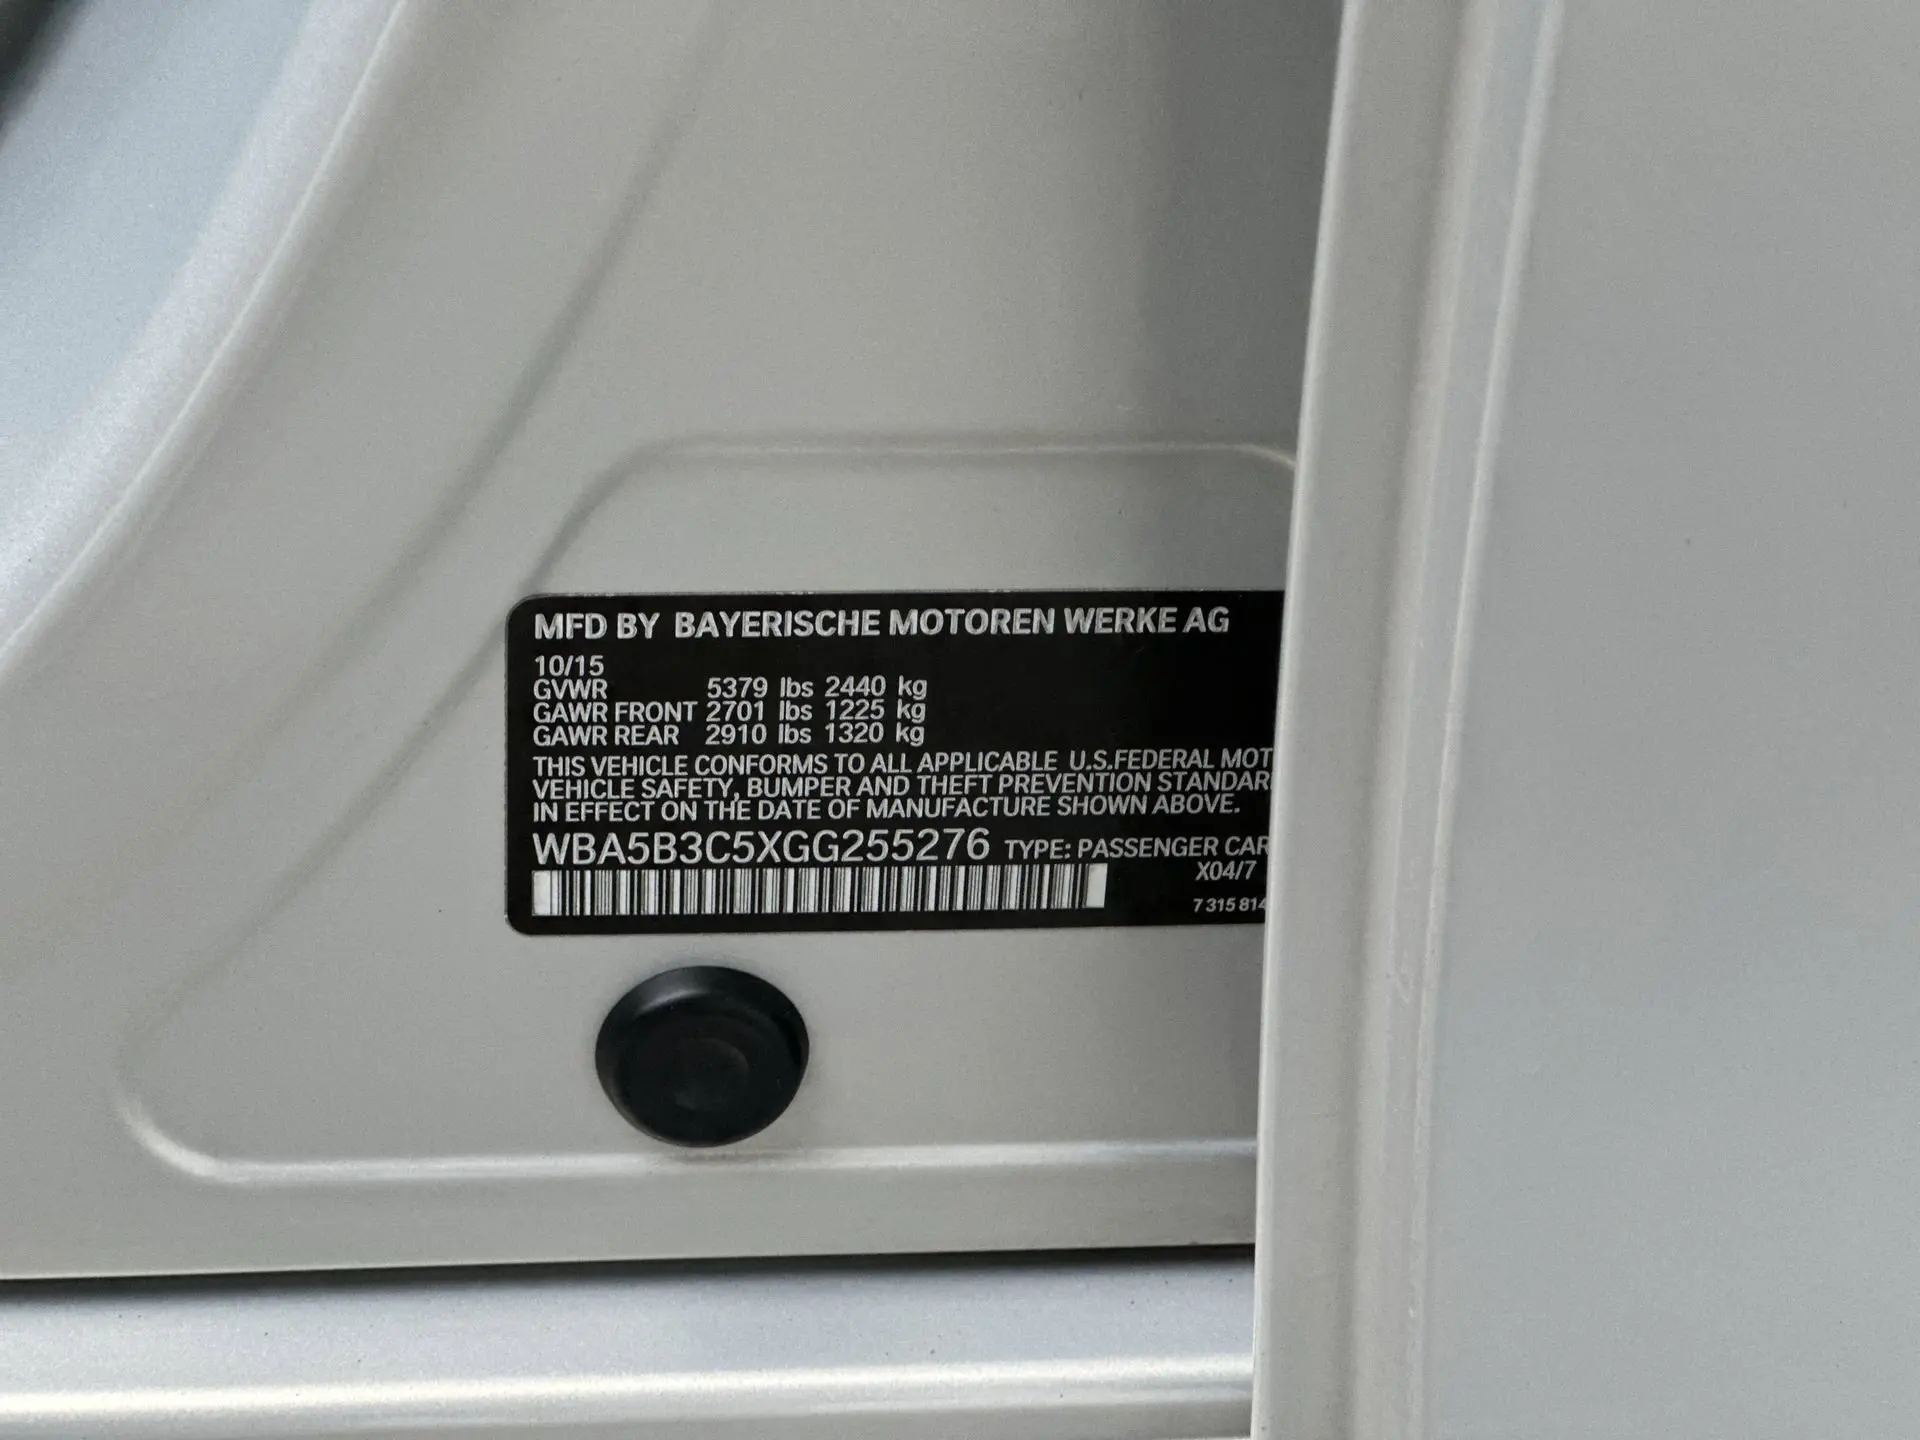 MFD BY BAYERISCHE MOTOREN WERKE AG
10/15
GVWR 5379 lbs 2440 kg
GAWR FRONT 2701 lbs 1225 kg
GAWR REAR 2910 lbs 1320 kg
THIS VEHICLE CONFORMS TO ALL APPLICABLE U.S.FEDERAL MOT
VEHICLE SAFETY, BUMPER AND THEFT PREVENTION STANDAR
IN EFFECT ON THE DATE OF MANUFACTURE SHOWN ABOVE.
WBA5B3C5XGG255276 TYPE: PASSENGER CAR
X04/7
7 315 814